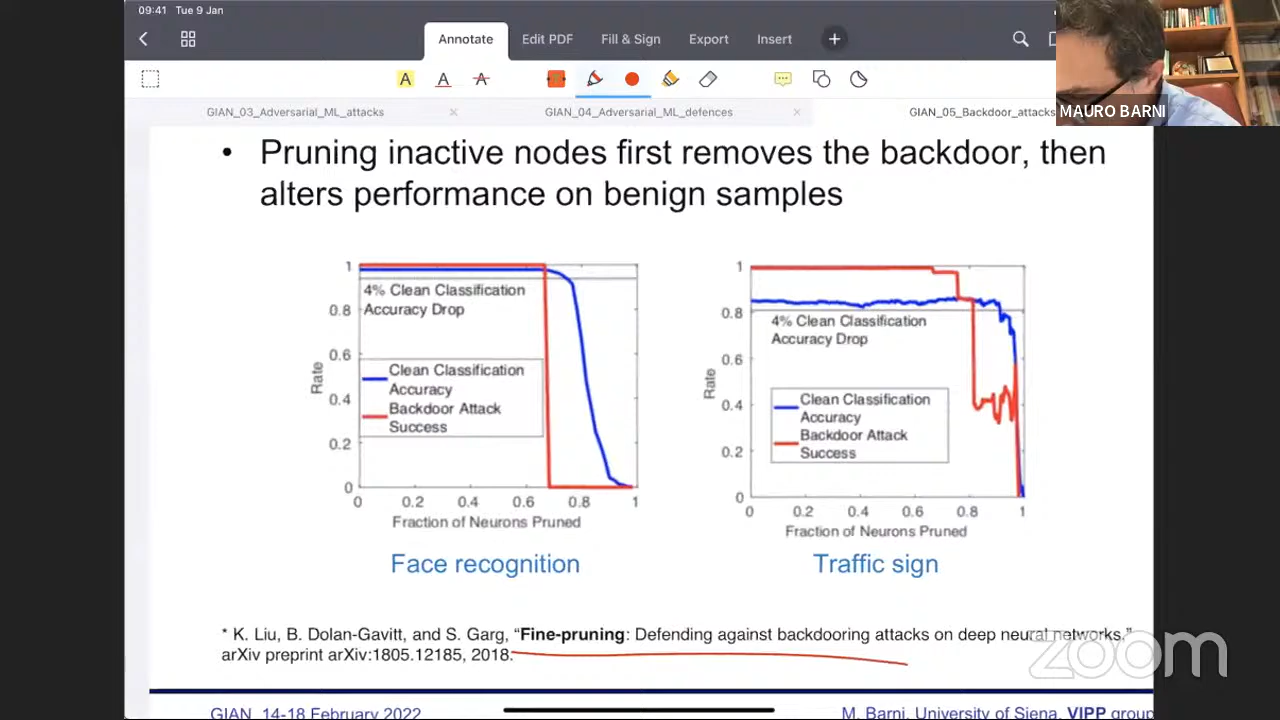 09:41 Tue 9 Jan
Annotate Edit PDF Fill & Sign Export Insert
GIAN_03_Adversarial_ML_attacks GIAN_04_Adversarial_ML_defences GIAN_05_Backdoor_attacks
MAURO BARNI
• Pruning inactive nodes first removes the backdoor, then
alters performance on benign samples
1
0.8
0.6
0.4
0.2
0
0 0.2 0.4 0.6 0.8 1
Rate
4% Clean Classification
Accuracy Drop
Clean Classification
Accuracy
Backdoor Attack
Success
Fraction of Neurons Pruned
Face recognition
1
0.8
0.6
0.4
0.2
0
0 0.2 0.4 0.6 0.8 1
Rate
4% Clean Classification
Accuracy Drop
Clean Classification
Accuracy
Backdoor Attack
Success
Fraction of Neurons Pruned
Traffic sign
* K. Liu, B. Dolan-Gavitt, and S. Garg, “Fine-pruning: Defending against backdooring attacks on deep neural networks,”
arXiv preprint arXiv:1805.12185, 2018.
zoom
GIAN, 14-18 February 2022 M. Barni, University of Siena, VIPP group